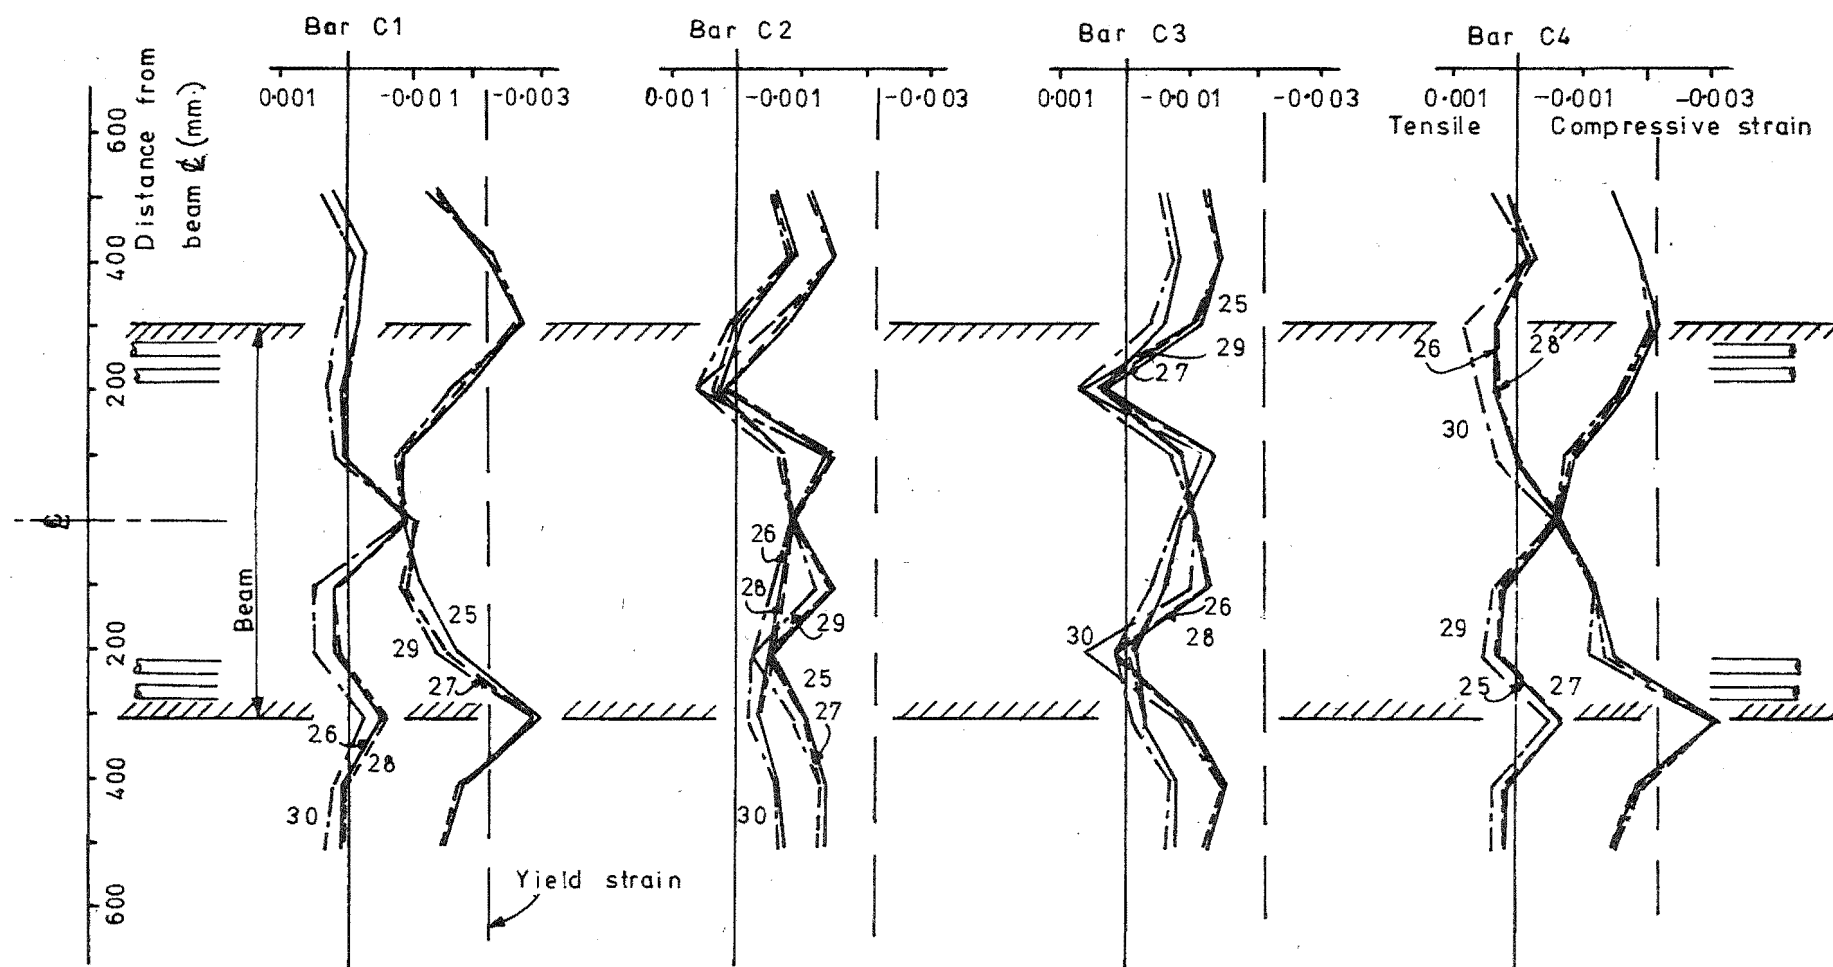 Bar C1
Bar C2
Bar C3
Bar C4
0.001 -0.001 -0.003
0.001 -0.001 -0.003
0.001 -0.001 -0.003
0.001 -0.001 -0.003
Tensile Compressive strain
Distance from
beam ℄ (mm.)
600
400
200
℄
200
400
600
Beam
25
29
27
26
28
30
26
28
29
25
27
30
25
29
27
26
28
30
26
28
30
29
25
27
Yield strain